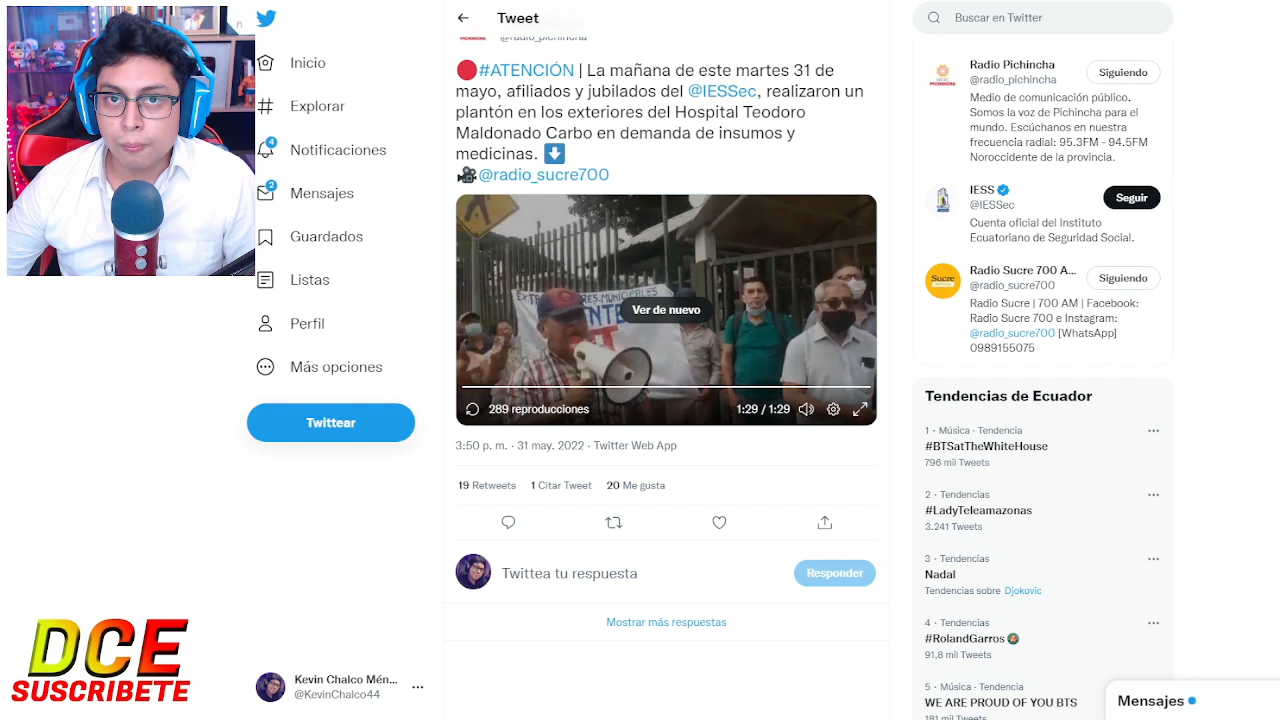 Inicio
Explorar
4
Notificaciones
2
Mensajes
Guardados
Listas
Perfil
Más opciones
Twittear
DCE
SUSCRIBETE
Kevin Chalco Mén...
@KevinChalco44
Tweet
@radio_pichincha
#ATENCIÓN | La mañana de este martes 31 de
mayo, afiliados y jubilados del @IESSec, realizaron un
plantón en los exteriores del Hospital Teodoro
Maldonado Carbo en demanda de insumos y
medicinas.
@radio_sucre700
Ver de nuevo
289 reproducciones
1:29 / 1:29
3:50 p. m. · 31 may. 2022 · Twitter Web App
19 Retweets 1 Citar Tweet 20 Me gusta
Twittea tu respuesta
Responder
Mostrar más respuestas
Buscar en Twitter
PICHINCHA
Radio Pichincha
@radio_pichincha
Siguiendo
Medio de comunicación público.
Somos la voz de Pichincha para el
mundo. Escúchanos en nuestra
frecuencia radial: 95.3FM - 94.5FM
Noroccidente de la provincia.
IESS
@IESSec
Seguir
Cuenta oficial del Instituto
Ecuatoriano de Seguridad Social.
Sucre
Radio Sucre 700 A...
@radio_sucre700
Siguiendo
Radio Sucre | 700 AM | Facebook:
Radio Sucre 700 e Instagram:
@radio_sucre700 [WhatsApp]
0989155075
Tendencias de Ecuador
1 · Música · Tendencia
#BTSatTheWhiteHouse
796 mil Tweets
2 · Tendencias
#LadyTeleamazonas
3.241 Tweets
3 · Tendencias
Nadal
Tendencias sobre Djokovic
4 · Tendencias
#RolandGarros
91,8 mil Tweets
5 · Música · Tendencia
WE ARE PROUD OF YOU BTS
181 mil Tweets
Mensajes